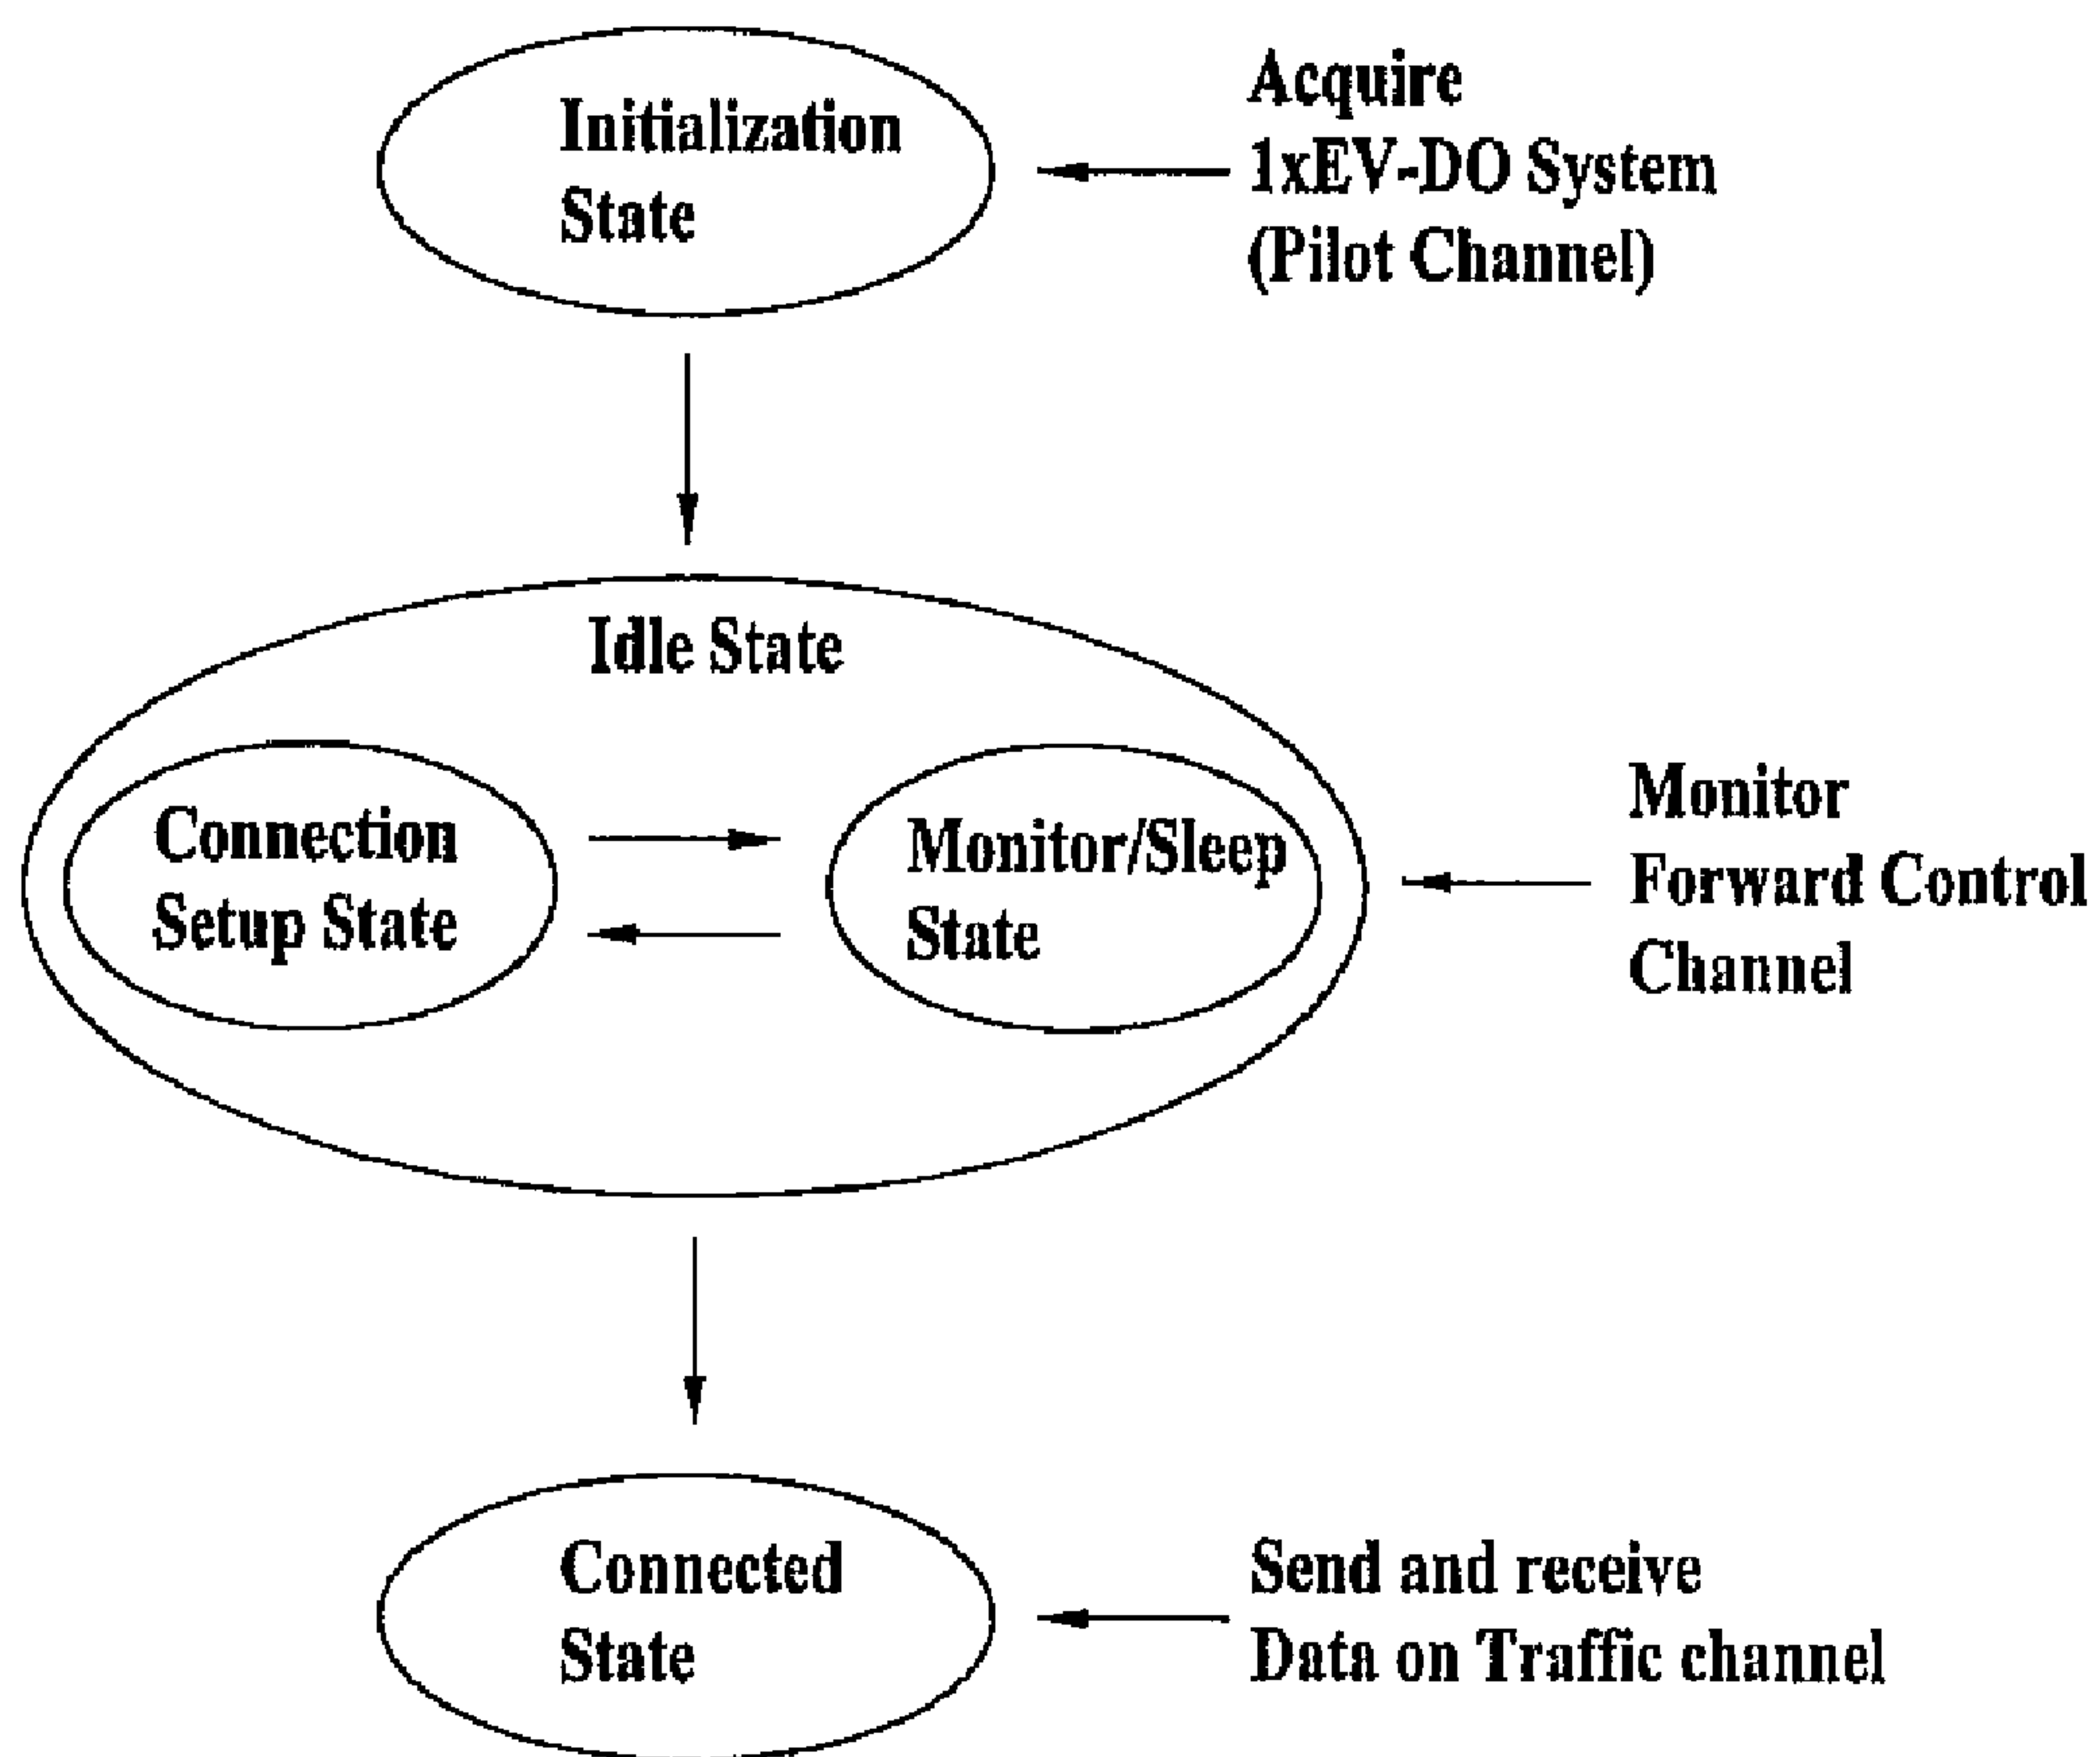 Initialization
State
Acquire
1xEV-DO System
(Pilot Channel)
Idle State
Connection
Setup State
Monitor/Sleep
State
Monitor
Forward Control
Channel
Connected
State
Send and receive
Data on Traffic channel